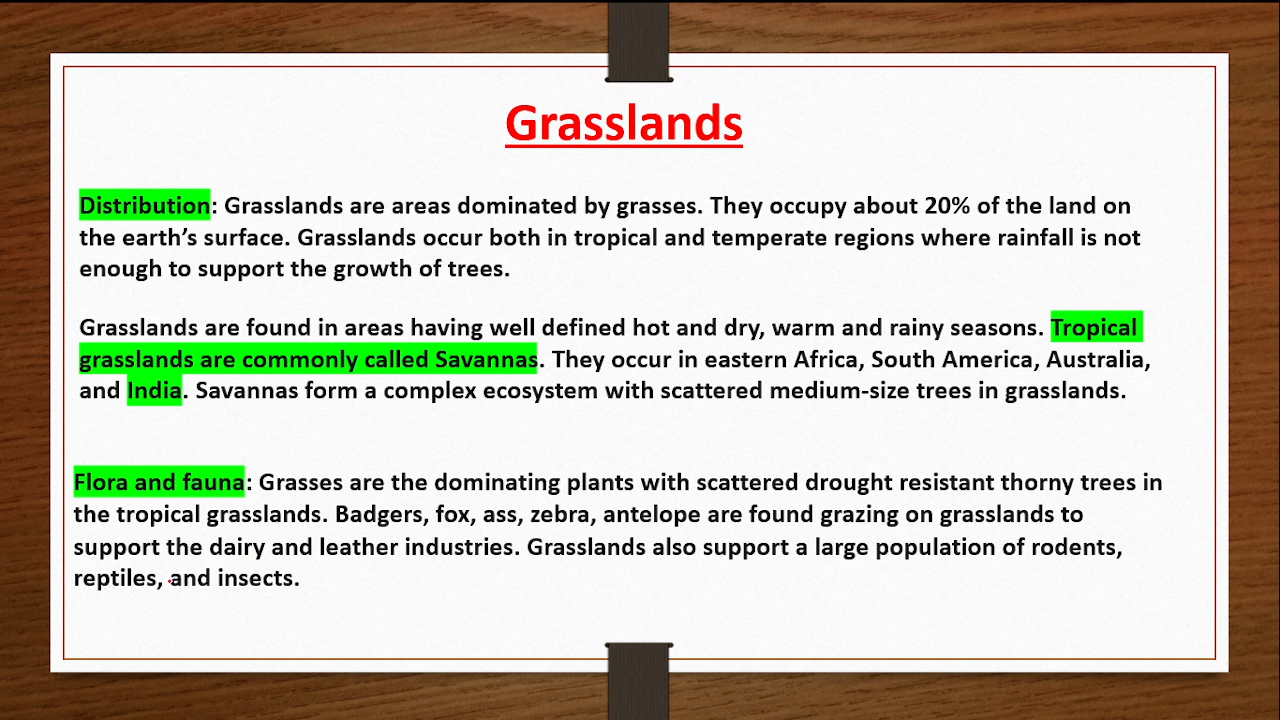 Grasslands
Distribution: Grasslands are areas dominated by grasses. They occupy about 20% of the land on
the earth’s surface. Grasslands occur both in tropical and temperate regions where rainfall is not
enough to support the growth of trees.
Grasslands are found in areas having well defined hot and dry, warm and rainy seasons. Tropical
grasslands are commonly called Savannas. They occur in eastern Africa, South America, Australia,
and India. Savannas form a complex ecosystem with scattered medium-size trees in grasslands.
Flora and fauna: Grasses are the dominating plants with scattered drought resistant thorny trees in
the tropical grasslands. Badgers, fox, ass, zebra, antelope are found grazing on grasslands to
support the dairy and leather industries. Grasslands also support a large population of rodents,
reptiles, and insects.